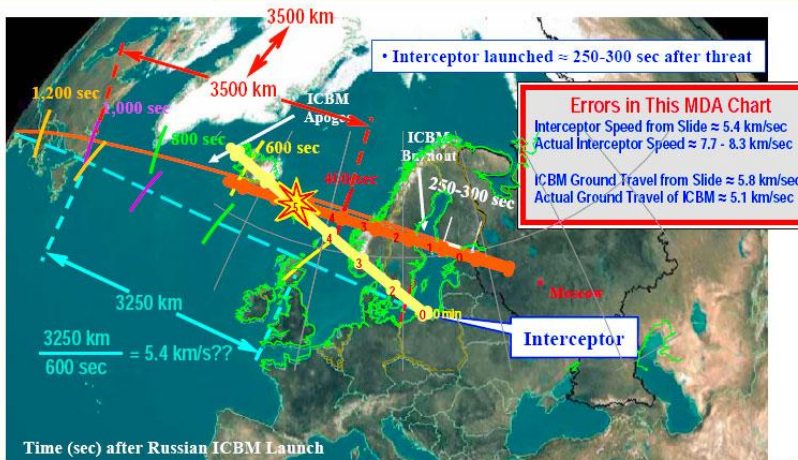 3500 km
3500 km
• Interceptor launched ≈ 250-300 sec after threat
Errors in This MDA Chart
Interceptor Speed from Slide ≈ 5.4 km/sec
Actual Interceptor Speed ≈ 7.7 - 8.3 km/sec
ICBM Ground Travel from Slide ≈ 5.8 km/sec
Actual Ground Travel of ICBM ≈ 5.1 km/sec
1,200 sec
1,000 sec
800 sec
ICBM
Apogee
600 sec
400 sec
ICBM
Burnout
250-300 sec
5
4
3
2
1
0
4
3
2
0
0 min
Moscow
Interceptor
3250 km
3250 km
600 sec
= 5.4 km/s??
Time (sec) after Russian ICBM Launch